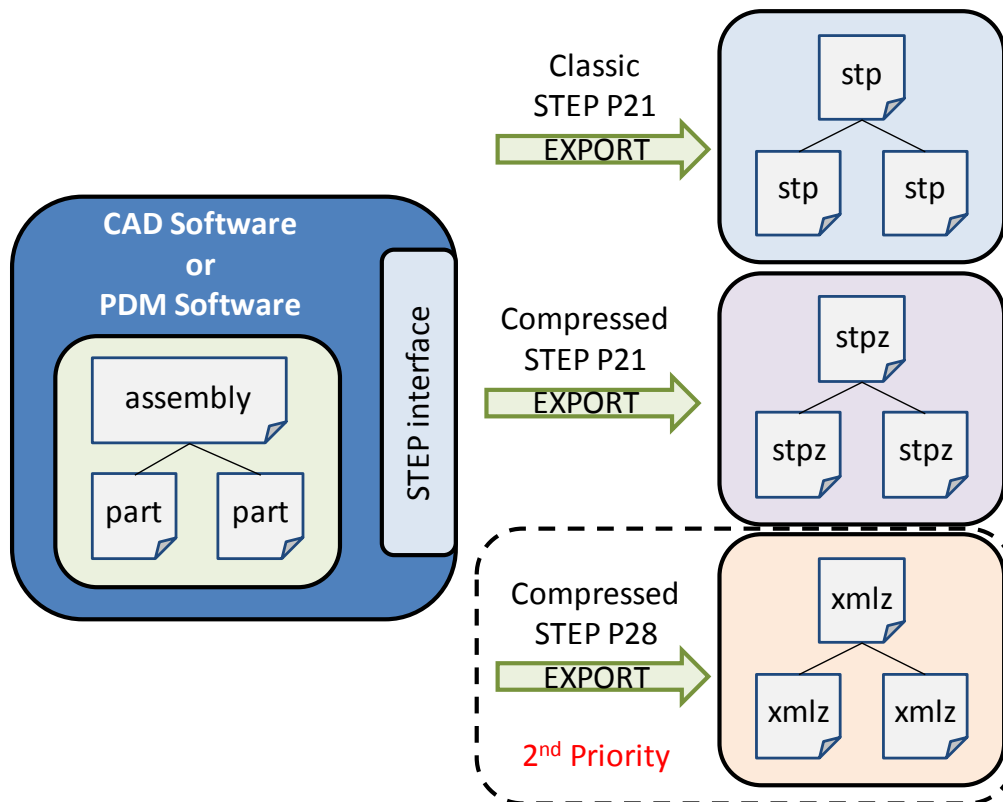 CAD Software
or
PDM Software
assembly
part part
STEP interface
Classic
STEP P21
EXPORT
stp
stp stp
Compressed
STEP P21
EXPORT
stpz
stpz stpz
Compressed
STEP P28
EXPORT
2nd Priority
xmlz
xmlz xmlz